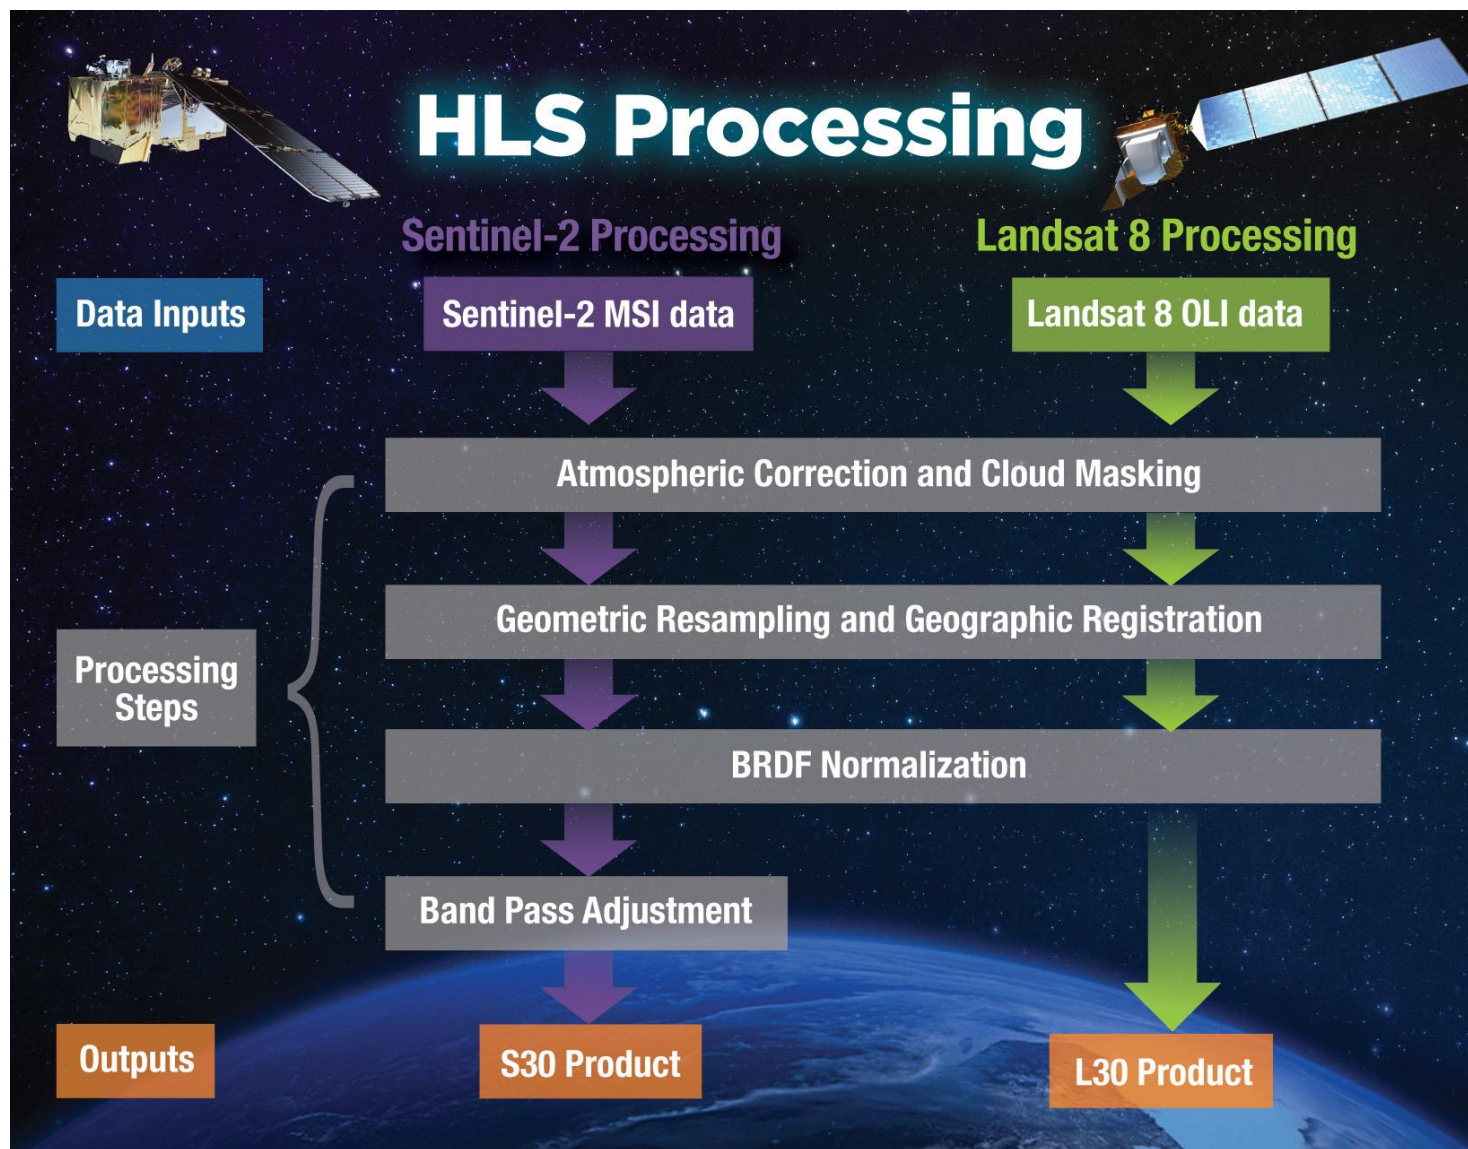 HLS Processing
Sentinel-2 Processing
Landsat 8 Processing
Data Inputs
Sentinel-2 MSI data
Landsat 8 OLI data
Atmospheric Correction and Cloud Masking
Geometric Resampling and Geographic Registration
Processing
Steps
BRDF Normalization
Band Pass Adjustment
Outputs
S30 Product
L30 Product